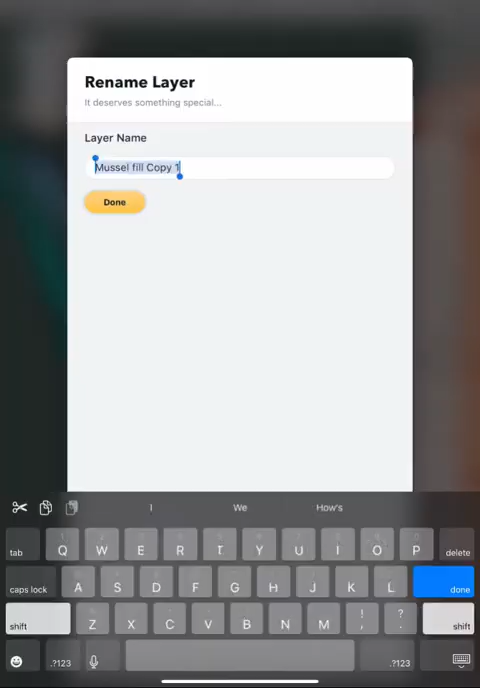 Rename Layer
It deserves something special...
Layer Name
Mussel fill Copy 1
Done
I We How's
tab Q W E R T Y U I O P delete
caps lock A S D F G H J K L done
shift Z X C V B N M ! , ? . shift
.?123 .?123